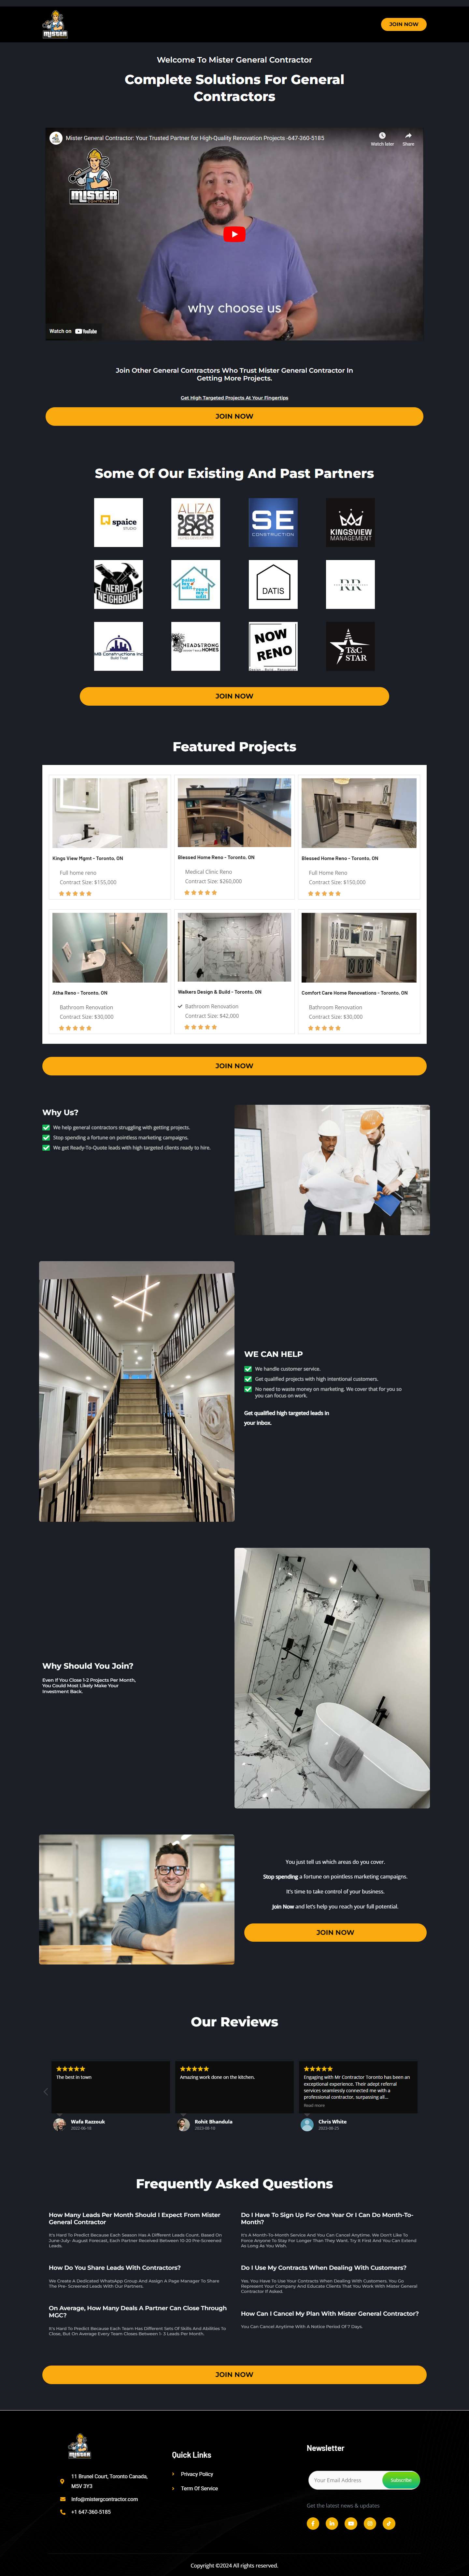 MISTER
JOIN NOW
Welcome To Mister General Contractor
Complete Solutions For General
Contractors
Mister General Contractor: Your Trusted Partner for High-Quality Renovation Projects -647-360-5185
Watch later
Share
MISTER
why choose us
Watch on YouTube
Join Other General Contractors Who Trust Mister General Contractor In
Getting More Projects.
Get High Targeted Projects At Your Fingertips
JOIN NOW
Some Of Our Existing And Past Partners
spaice
STUDIO
ALIZA
SE
CONSTRUCTION
KINGSVIEW
MANAGEMENT
NERDY
NEIGHBOUR
DATIS
RR
MB Constructions Inc
Build Trust
HEADSTRONG
HOMES
NOW
RENO
T&C
STAR
JOIN NOW
Featured Projects
Kings View Mgmt - Toronto, ON
Full home reno
Contract Size: $155,000
Blessed Home Reno - Toronto, ON
Medical Clinic Reno
Contract Size: $260,000
Blessed Home Reno - Toronto, ON
Full Home Reno
Contract Size: $150,000
Atha Reno - Toronto, ON
Bathroom Renovation
Contract Size: $30,000
Walkers Design & Build - Toronto, ON
Bathroom Renovation
Contract Size: $42,000
Comfort Care Home Renovations - Toronto, ON
Bathroom Renovation
Contract Size: $30,000
JOIN NOW
Why Us?
We help general contractors struggling with getting projects.
Stop spending a fortune on pointless marketing campaigns.
We get Ready-To-Quote leads with high targeted clients ready to hire.
WE CAN HELP
We handle customer service.
Get qualified projects with high intentional customers.
No need to waste money on marketing, We cover that for you so
you can focus on work.
Get qualified high targeted leads in
your inbox.
Why Should You Join?
Even If You Close 1-2 Projects Per Month,
You Could Most Likely Make Your
Investment Back.
You just tell us which areas do you cover.
Stop spending a fortune on pointless marketing campaigns.
It's time to take control of your business.
Join Now and let's help you reach your full potential.
JOIN NOW
Our Reviews
The best in town
Wafa Razzouk
2022-06-18
Amazing work done on the kitchen.
Rohit Bhandula
2023-08-19
Engaging with Mr Contractor Toronto has been an
exceptional experience. Their adept referral
services seamlessly connected me with a
professional contractor, surpassing all...
Read more
Chris White
2023-08-25
Frequently Asked Questions
How Many Leads Per Month Should I Expect From Mister
General Contractor
It's Hard To Predict Because Each Season Has A Different Leads Count. Based On
June-July- August Forecast, Each Partner Received Between 10-20 Pre-Screened
Leads.
How Do You Share Leads With Contractors?
We Create A Dedicated WhatsApp Group And Assign A Page Manager To Share
The Pre- Screened Leads With Our Partners.
On Average, How Many Deals A Partner Can Close Through
MGC?
It's Hard To Predict Because Each Team Has Different Sets Of Skills And Abilities To
Close, But On Average Every Team Closes Between 1- 3 Leads Per Month.
Do I Have To Sign Up For One Year Or I Can Do Month-To-
Month?
It's A Month-To-Month Service And You Can Cancel Anytime. We Don't Like To
Force Anyone To Stay For Longer Than They Want. Try It First And You Can Extend
As Long As You Wish.
Do I Use My Contracts When Dealing With Customers?
Yes, You Have To Use Your Contracts When Dealing With Customers. You Go
Represent Your Company And Educate Clients That You Work With Mister General
Contractor If Asked.
How Can I Cancel My Plan With Mister General Contractor?
You Can Cancel Anytime With A Notice Period Of 7 Days.
JOIN NOW
MISTER
11 Brunel Court, Toronto Canada,
M5V 3Y3
Info@mistergcontractor.com
+1 647-360-5185
Quick Links
Privacy Policy
Term Of Service
Newsletter
Your Email Address
Subscribe
Get the latest news & updates
Copyright ©2024 All rights reserved.